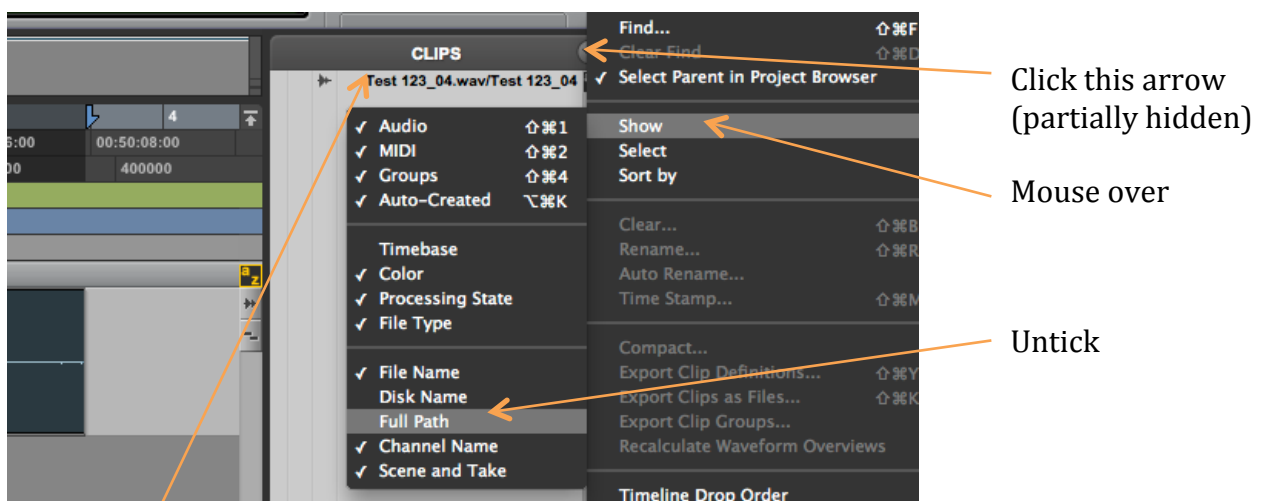 CLIPS
Test 123_04.wav/Test 123_04
4
00:50:08:00
400000
a z
✓ Audio ⇧⌘1
✓ MIDI ⇧⌘2
✓ Groups ⇧⌘4
✓ Auto-Created ⌥⌘K
Timebase
✓ Color
✓ Processing State
✓ File Type
✓ File Name
Disk Name
Full Path
✓ Channel Name
✓ Scene and Take
Find... ⇧⌘F
Clear Find ⇧⌘D
✓ Select Parent in Project Browser
Show
Select
Sort by
Clear... ⇧⌘B
Rename... ⇧⌘R
Auto Rename...
Time Stamp... ⇧⌘M
Compact...
Export Clip Definitions... ⇧⌘Y
Export Clips as Files... ⇧⌘K
Export Clip Groups...
Recalculate Waveform Overviews
Timeline Drop Order
Click this arrow
(partially hidden)
Mouse over
Untick